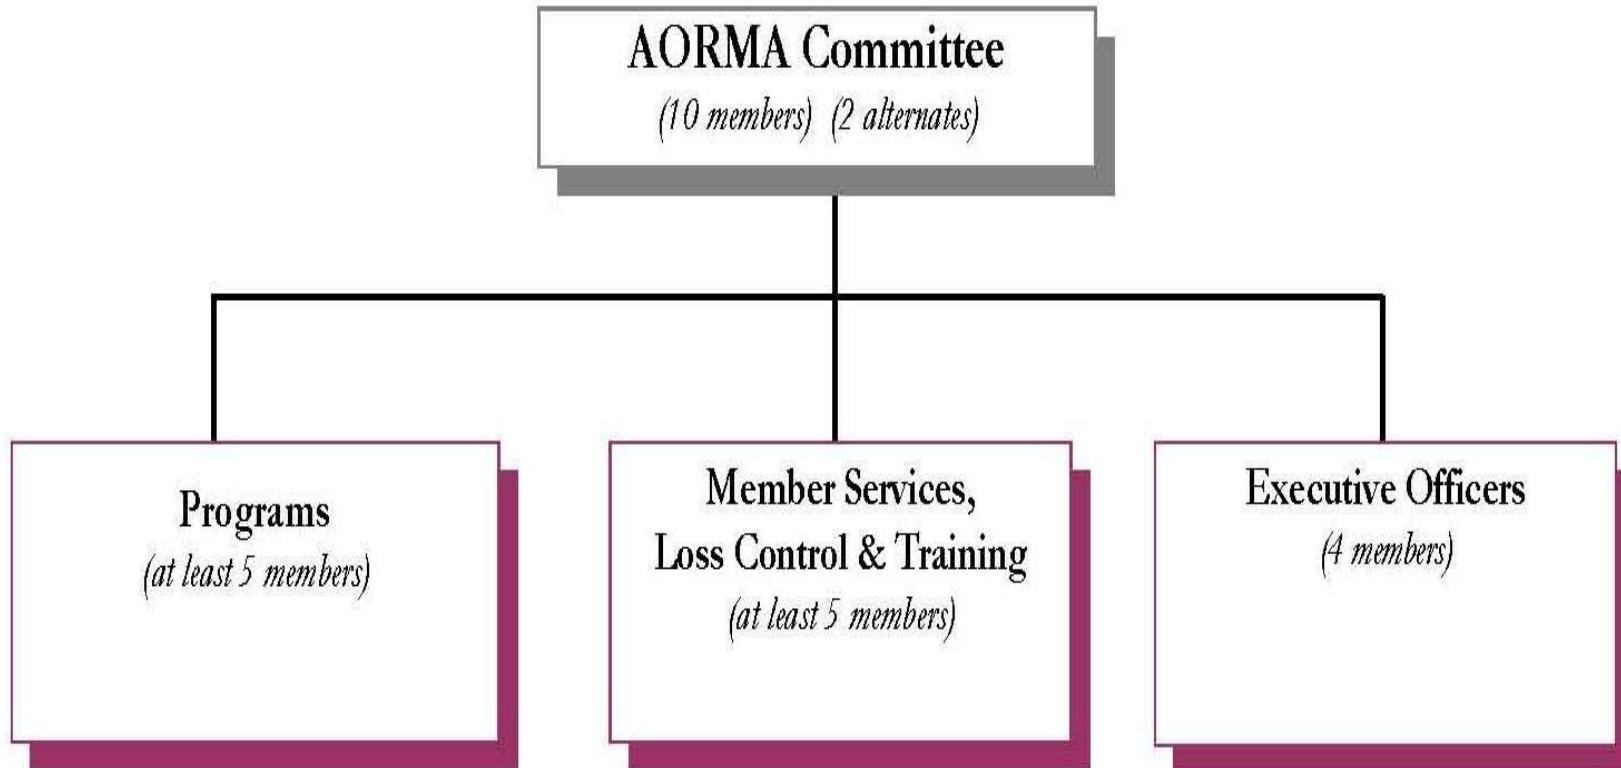 AORMA Committee
(10 members) (2 alternates)
Programs
(at least 5 members)
Member Services,
Loss Control & Training
(at least 5 members)
Executive Officers
(4 members)